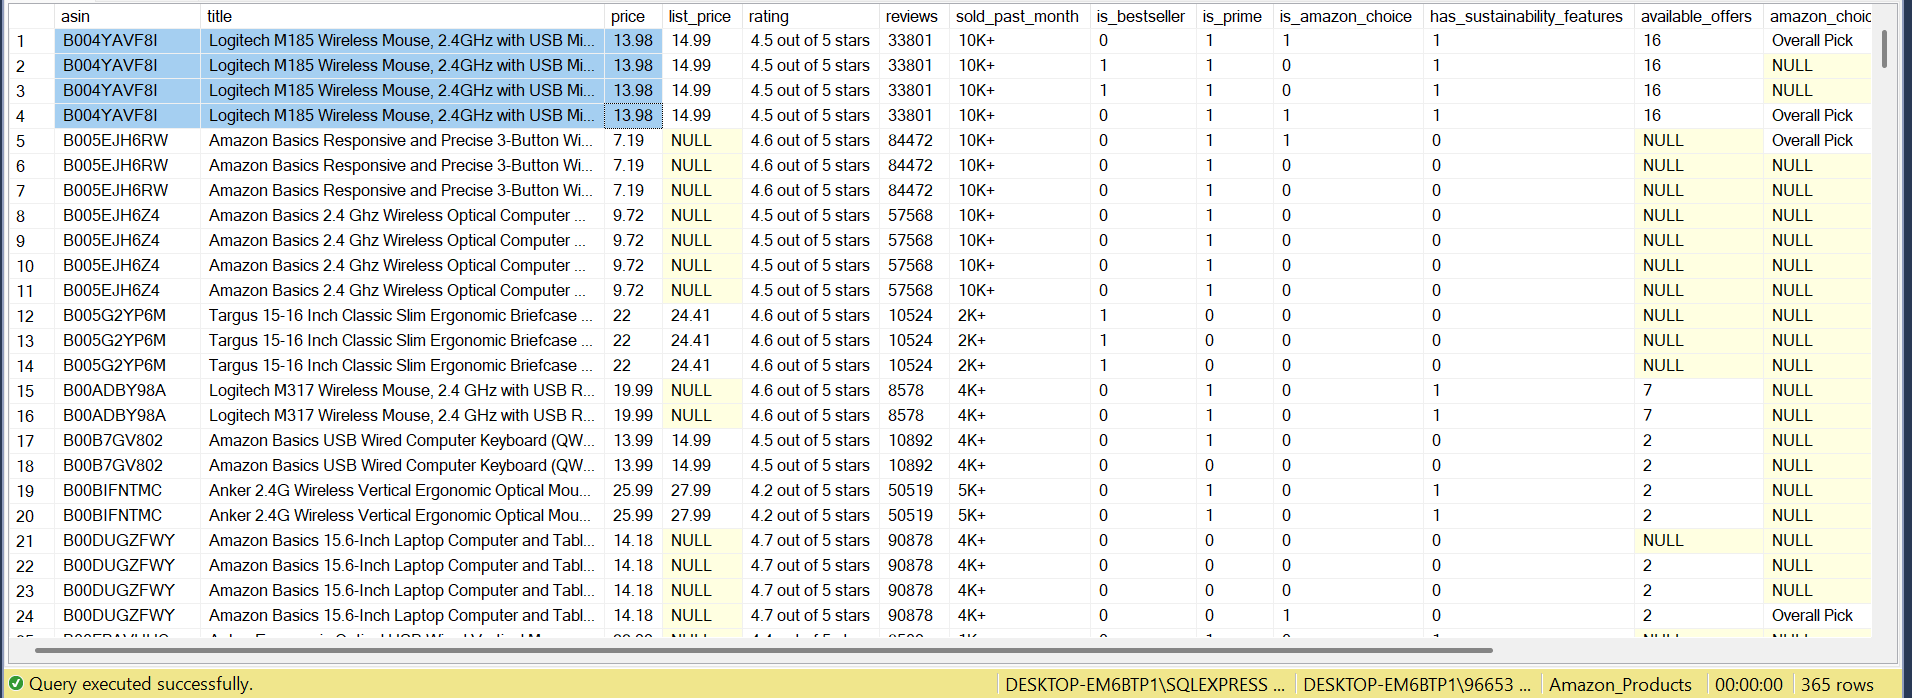 asin title price list_price rating reviews sold_past_month is_bestseller is_prime is_amazon_choice has_sustainability_features available_offers
1 B004YAVF8I Logitech M185 Wireless Mouse, 2.4GHz with USB Mi... 13.98 14.99 4.5 out of 5 stars 33801 10K+ 0 1 1 1 16 Overall Pick
2 B004YAVF8I Logitech M185 Wireless Mouse, 2.4GHz with USB Mi... 13.98 14.99 4.5 out of 5 stars 33801 10K+ 1 1 0 1 16 NULL
3 B004YAVF8I Logitech M185 Wireless Mouse, 2.4GHz with USB Mi... 13.98 14.99 4.5 out of 5 stars 33801 10K+ 1 1 0 1 16 NULL
4 B004YAVF8I Logitech M185 Wireless Mouse, 2.4GHz with USB Mi... 13.98 14.99 4.5 out of 5 stars 33801 10K+ 0 1 1 1 16 Overall Pick
5 B005EJH6RW Amazon Basics Responsive and Precise 3-Button Wi... 7.19 NULL 4.6 out of 5 stars 84472 10K+ 0 1 1 0 NULL Overall Pick
6 B005EJH6RW Amazon Basics Responsive and Precise 3-Button Wi... 7.19 NULL 4.6 out of 5 stars 84472 10K+ 0 1 0 0 NULL NULL
7 B005EJH6RW Amazon Basics Responsive and Precise 3-Button Wi... 7.19 NULL 4.6 out of 5 stars 84472 10K+ 0 1 0 0 NULL NULL
8 B005EJH6Z4 Amazon Basics 2.4 Ghz Wireless Optical Computer ... 9.72 NULL 4.5 out of 5 stars 57568 10K+ 0 1 0 0 NULL NULL
9 B005EJH6Z4 Amazon Basics 2.4 Ghz Wireless Optical Computer ... 9.72 NULL 4.5 out of 5 stars 57568 10K+ 0 1 0 0 NULL NULL
10 B005EJH6Z4 Amazon Basics 2.4 Ghz Wireless Optical Computer ... 9.72 NULL 4.5 out of 5 stars 57568 10K+ 0 1 0 0 NULL NULL
11 B005EJH6Z4 Amazon Basics 2.4 Ghz Wireless Optical Computer ... 9.72 NULL 4.5 out of 5 stars 57568 10K+ 0 1 0 0 NULL NULL
12 B005G2YP6M Targus 15-16 Inch Classic Slim Ergonomic Briefcase ... 22 24.41 4.6 out of 5 stars 10524 2K+ 1 0 0 0 NULL NULL
13 B005G2YP6M Targus 15-16 Inch Classic Slim Ergonomic Briefcase ... 22 24.41 4.6 out of 5 stars 10524 2K+ 1 0 0 0 NULL NULL
14 B005G2YP6M Targus 15-16 Inch Classic Slim Ergonomic Briefcase ... 22 24.41 4.6 out of 5 stars 10524 2K+ 1 0 0 0 NULL NULL
15 B00ADBY98A Logitech M317 Wireless Mouse, 2.4 GHz with USB R... 19.99 NULL 4.6 out of 5 stars 8578 4K+ 0 1 0 1 7 NULL
16 B00ADBY98A Logitech M317 Wireless Mouse, 2.4 GHz with USB R... 19.99 NULL 4.6 out of 5 stars 8578 4K+ 0 1 0 1 7 NULL
17 B00B7GV802 Amazon Basics USB Wired Computer Keyboard (QW... 13.99 14.99 4.5 out of 5 stars 10892 4K+ 0 1 0 0 2 NULL
18 B00B7GV802 Amazon Basics USB Wired Computer Keyboard (QW... 13.99 14.99 4.5 out of 5 stars 10892 4K+ 0 0 0 0 2 NULL
19 B00BIFNTMC Anker 2.4G Wireless Vertical Ergonomic Optical Mou... 25.99 27.99 4.2 out of 5 stars 50519 5K+ 0 1 0 1 2 NULL
20 B00BIFNTMC Anker 2.4G Wireless Vertical Ergonomic Optical Mou... 25.99 27.99 4.2 out of 5 stars 50519 5K+ 0 1 0 1 2 NULL
21 B00DUGZFWY Amazon Basics 15.6-Inch Laptop Computer and Tabl... 14.18 NULL 4.7 out of 5 stars 90878 4K+ 0 0 0 0 NULL NULL
22 B00DUGZFWY Amazon Basics 15.6-Inch Laptop Computer and Tabl... 14.18 NULL 4.7 out of 5 stars 90878 4K+ 0 0 0 0 2 NULL
23 B00DUGZFWY Amazon Basics 15.6-Inch Laptop Computer and Tabl... 14.18 NULL 4.7 out of 5 stars 90878 4K+ 0 0 0 0 2 NULL
24 B00DUGZFWY Amazon Basics 15.6-Inch Laptop Computer and Tabl... 14.18 NULL 4.7 out of 5 stars 90878 4K+ 0 0 1 0 2 Overall Pick
Query executed successfully. DESKTOP-EM6BTP1\SQLEXPRESS ... DESKTOP-EM6BTP1\96653 ... Amazon_Products 00:00:00 365 rows